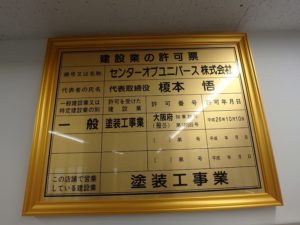 建設業の許可票
商号又は名称 センターオブユニバース株式会社
代表者の氏名 代表取締役 榎本 悟
一般建設業又は特定建設業の別 許可を受けた建設業 許可番号 許可年月日
一般 塗装工事業 大阪府 知事許可 平成26年10月10日
この店舗で営業している建設業 塗装工事業